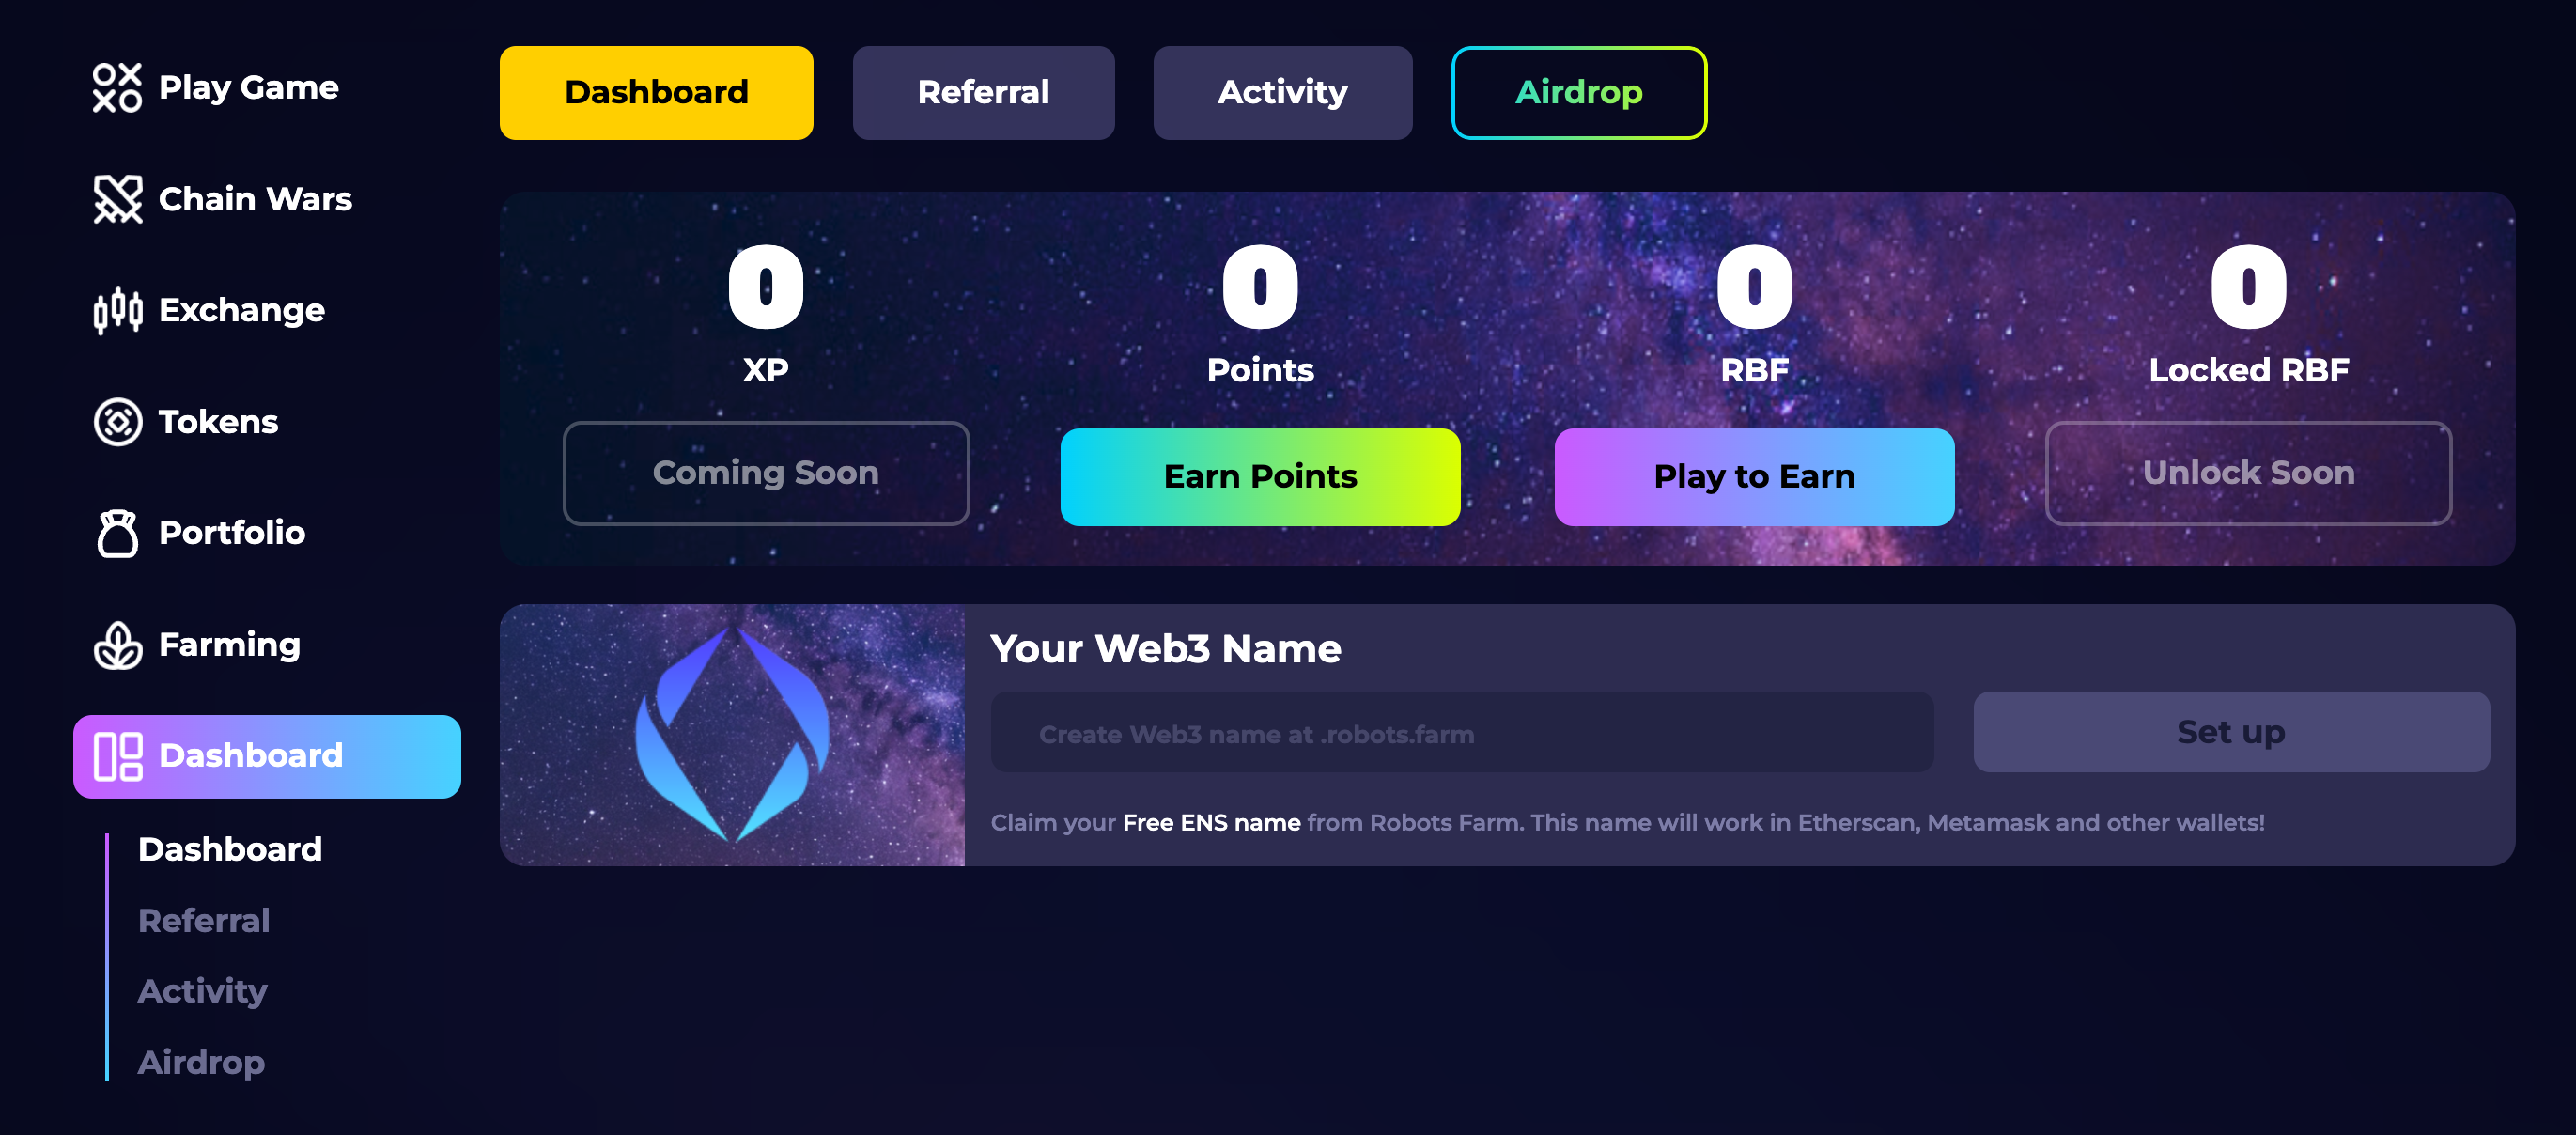 Play Game
Chain Wars
Exchange
Tokens
Portfolio
Farming
Dashboard
Dashboard
Referral
Activity
Airdrop
Dashboard
Referral
Activity
Airdrop
0
XP
Coming Soon
0
Points
Earn Points
0
RBF
Play to Earn
0
Locked RBF
Unlock Soon
Your Web3 Name
Create Web3 name at .robots.farm
Set up
Claim your Free ENS name from Robots Farm. This name will work in Etherscan, Metamask and other wallets!